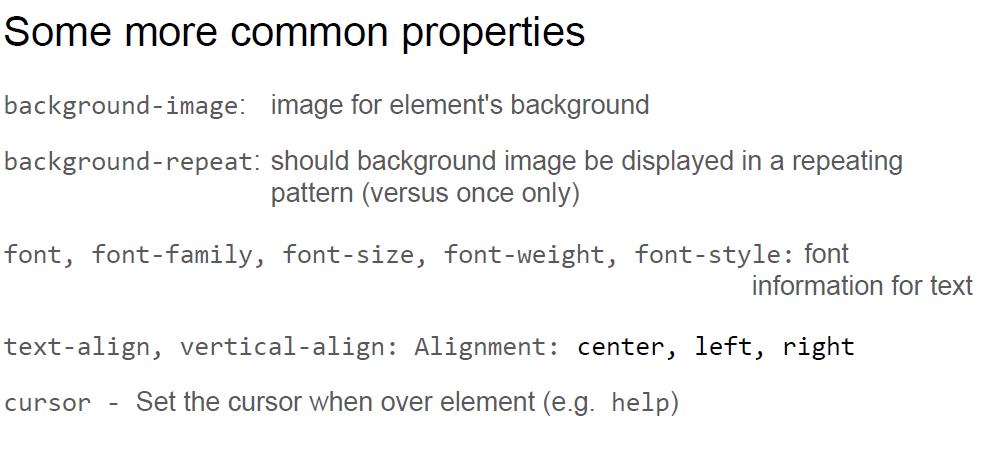 Some more common properties
background-image: image for element's background
background-repeat: should background image be displayed in a repeating
pattern (versus once only)
font, font-family, font-size, font-weight, font-style: font
information for text
text-align, vertical-align: Alignment: center, left, right
cursor - Set the cursor when over element (e.g. help)